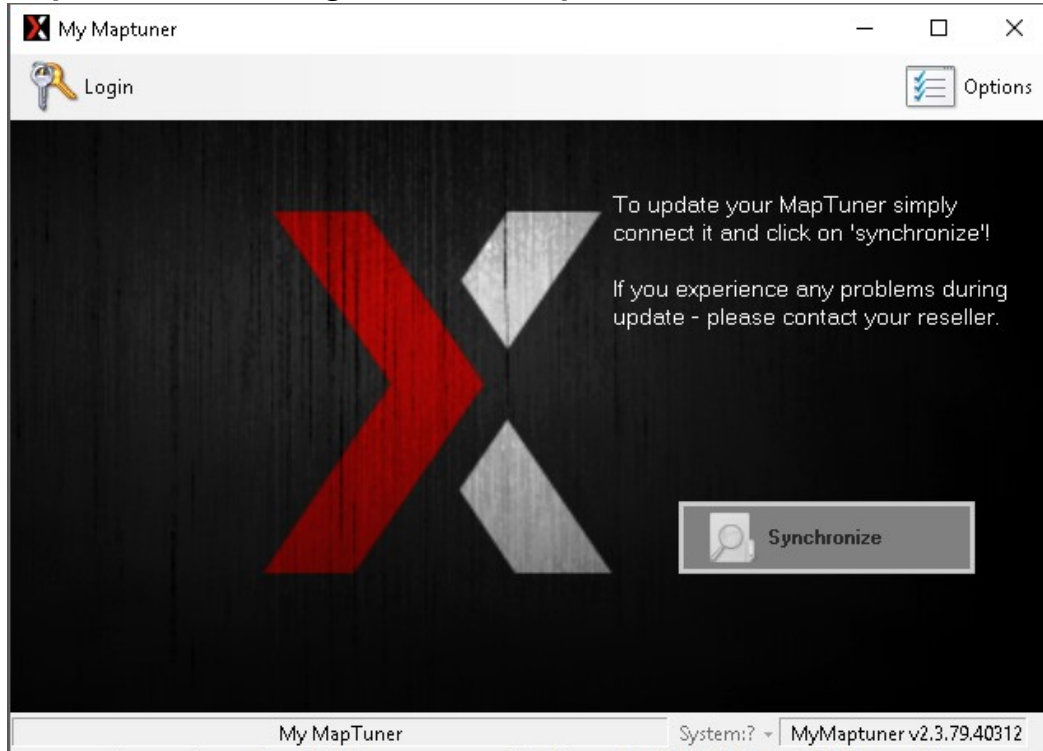 My Maptuner
Login
Options
To update your MapTuner simply
connect it and click on 'synchronize'!
If you experience any problems during
update - please contact your reseller.
Synchronize
My MapTuner
System:?
MyMaptuner v2.3.79.40312